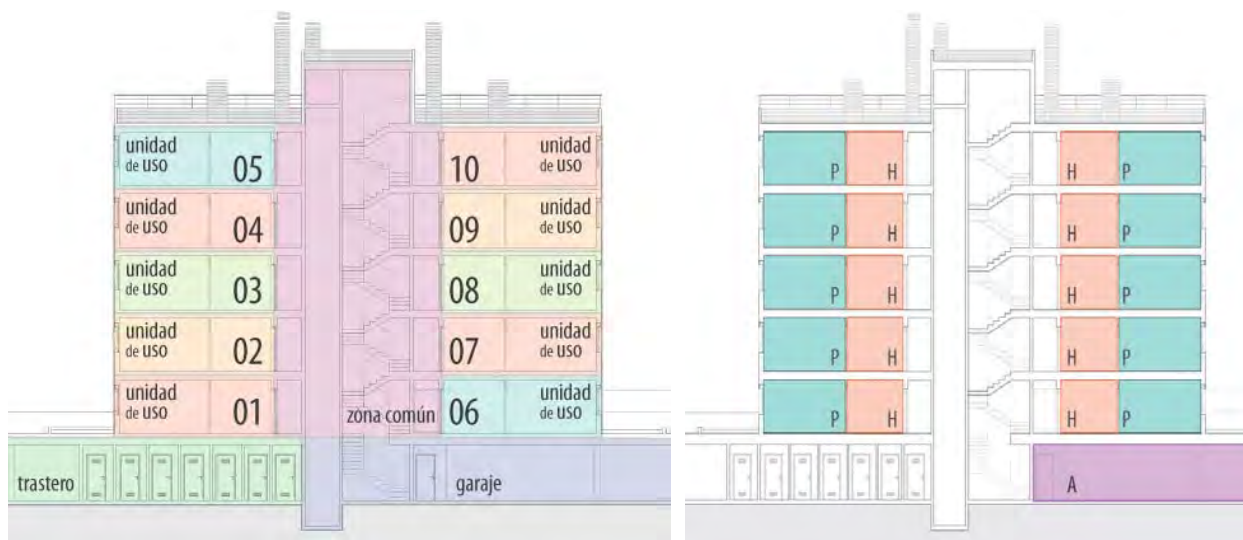 unidad
de uso 05
10 unidad
de uso
unidad
de uso 04
09 unidad
de uso
unidad
de uso 03
08 unidad
de uso
unidad
de uso 02
07 unidad
de uso
unidad
de uso 01
zona común 06 unidad
de uso
trastero
garaje
P H H P
P H H P
P H H P
P H H P
P H H P
A